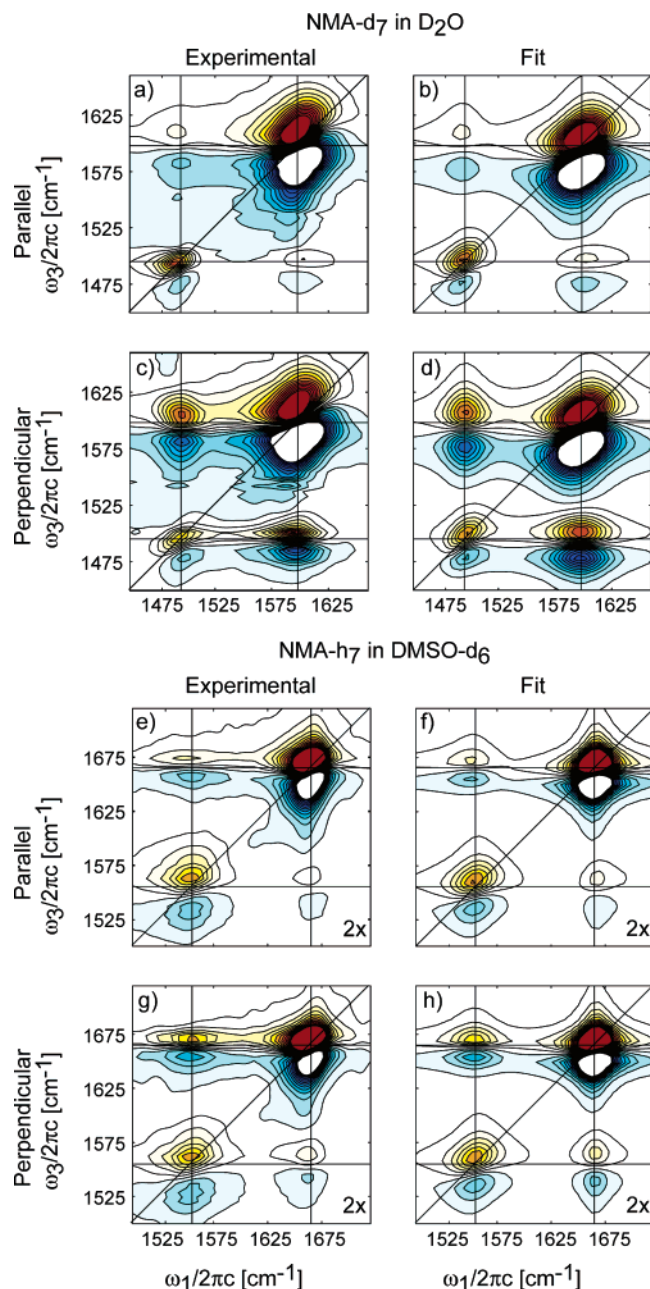 NMA-d7 in D2O
Experimental Fit
a) b)
Parallel
ω3/2πc [cm-1]
1625
1575
1525
1475
c) d)
Perpendicular
ω3/2πc [cm-1]
1625
1575
1525
1475
1475 1525 1575 1625 1475 1525 1575 1625
NMA-h7 in DMSO-d6
Experimental Fit
e) f)
Parallel
ω3/2πc [cm-1]
1675
1625
1575
1525
2x 2x
g) h)
Perpendicular
ω3/2πc [cm-1]
1675
1625
1575
1525
2x 2x
1525 1575 1625 1675 1525 1575 1625 1675
ω1/2πc [cm-1] ω1/2πc [cm-1]